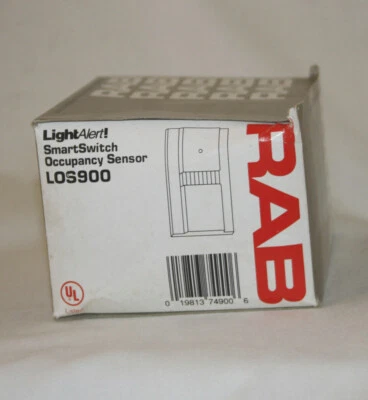 LightAlert!
SmartSwitch
Occupancy Sensor
LOS900
RAB
UL
0 19813 74900 6